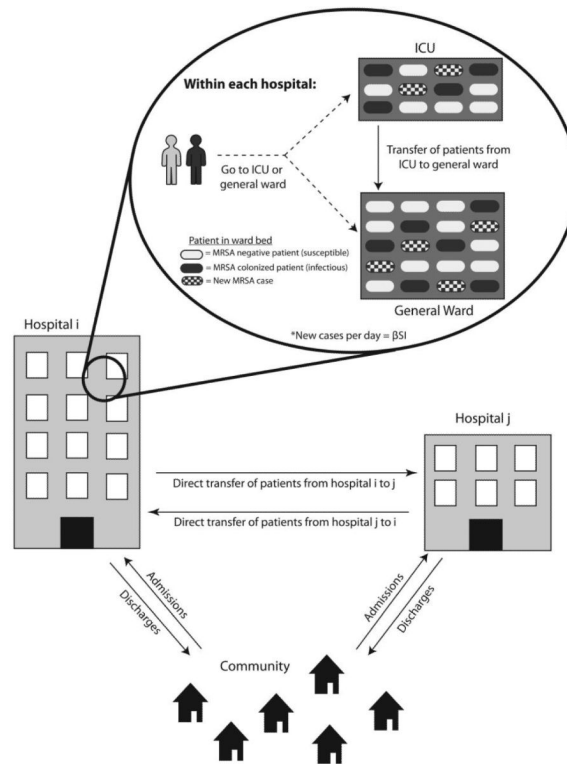 ICU
Within each hospital:
Transfer of patients from
ICU to general ward
Go to ICU or
general ward
Patient in ward bed
= MRSA negative patient (susceptible)
= MRSA colonized patient (infectious)
= New MRSA case
General Ward
*New cases per day = βSI
Hospital i
Hospital j
Direct transfer of patients from hospital i to j
Direct transfer of patients from hospital j to i
Admissions
Discharges
Admissions
Discharges
Community